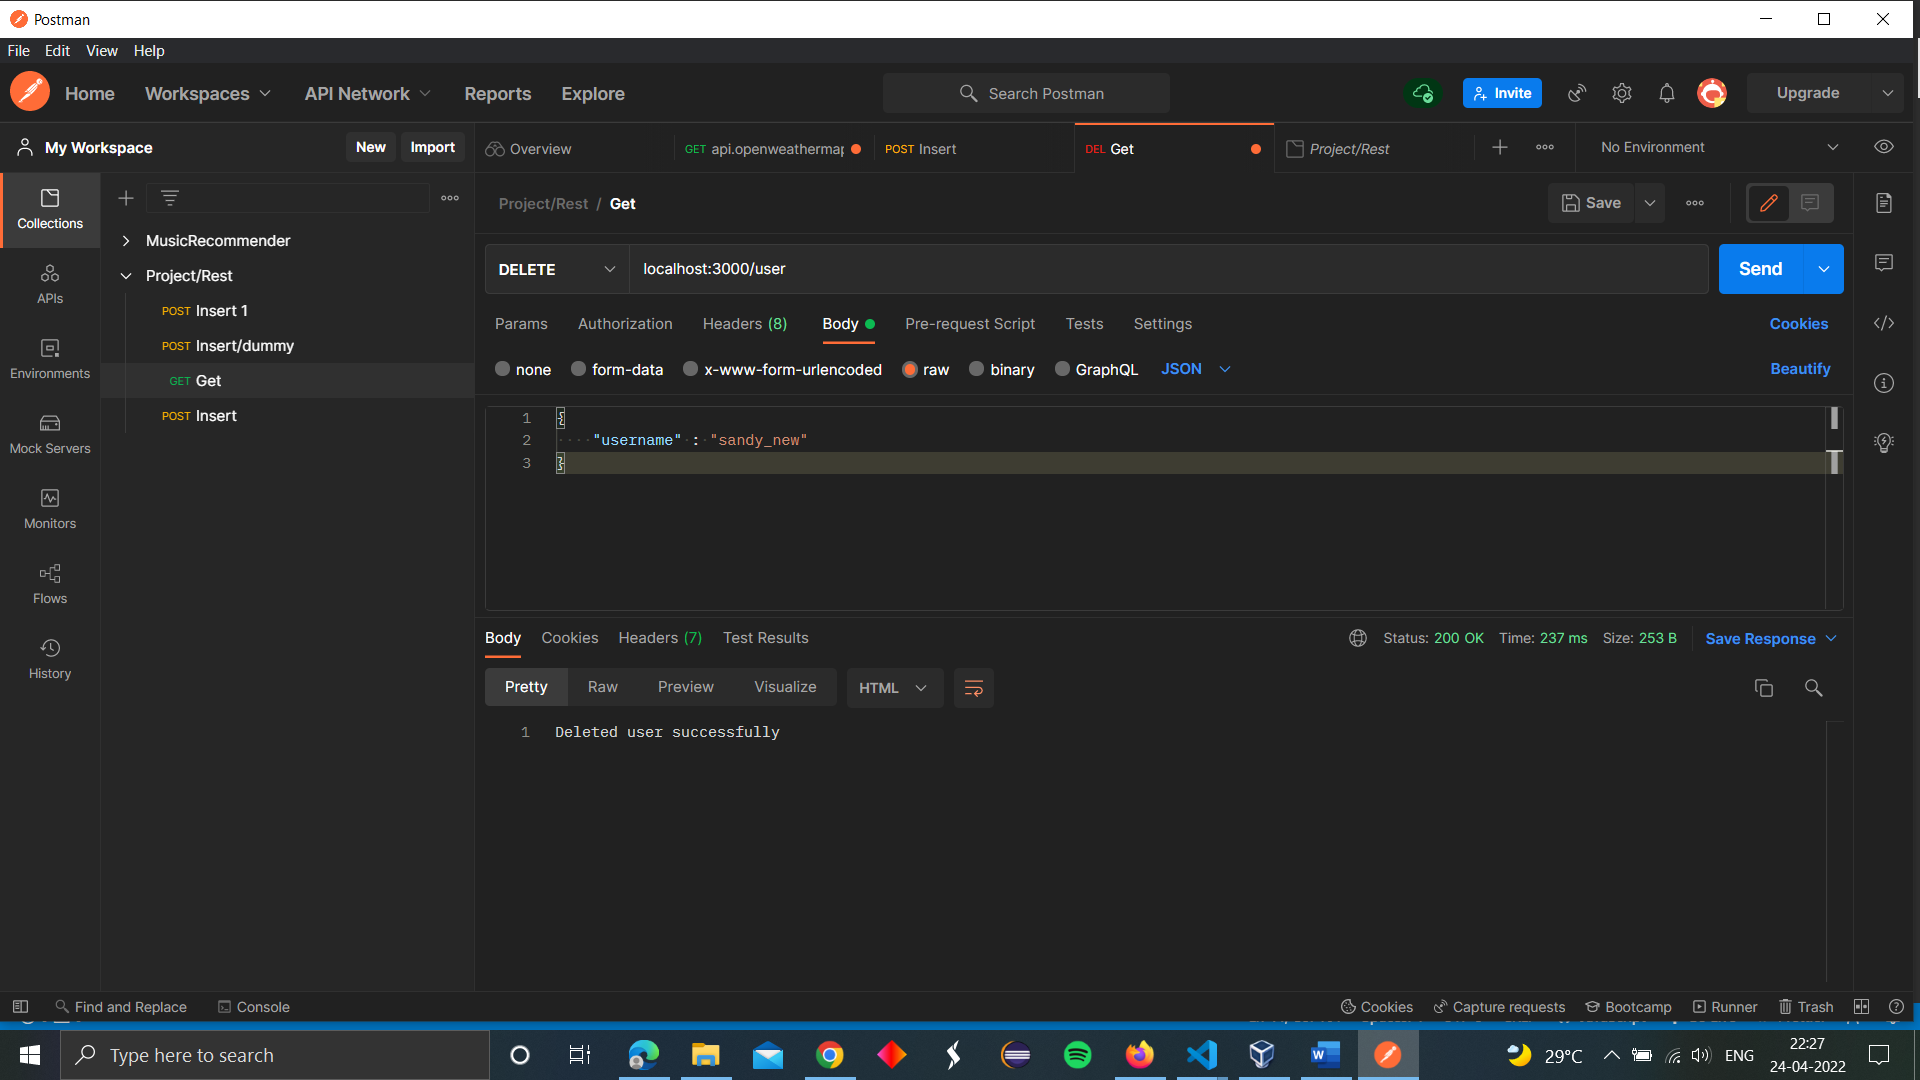 Postman
File Edit View Help
Home Workspaces API Network Reports Explore Search Postman Invite Upgrade
My Workspace New Import Overview GET api.openweathermap POST Insert DEL Get Project/Rest No Environment
Project/Rest / Get Save
Collections
APIs
Environments
Mock Servers
Monitors
Flows
History
MusicRecommender
Project/Rest
POST Insert 1
POST Insert/dummy
GET Get
POST Insert
DELETE localhost:3000/user Send
Params Authorization Headers (8) Body Pre-request Script Tests Settings Cookies
none form-data x-www-form-urlencoded raw binary GraphQL JSON Beautify
1 {
2 "username" : "sandy_new"
3 }
Body Cookies Headers (7) Test Results Status: 200 OK Time: 237 ms Size: 253 B Save Response
Pretty Raw Preview Visualize HTML
1 Deleted user successfully
Find and Replace Console Cookies Capture requests Bootcamp Runner Trash
Type here to search 29°C ENG 22:27
24-04-2022